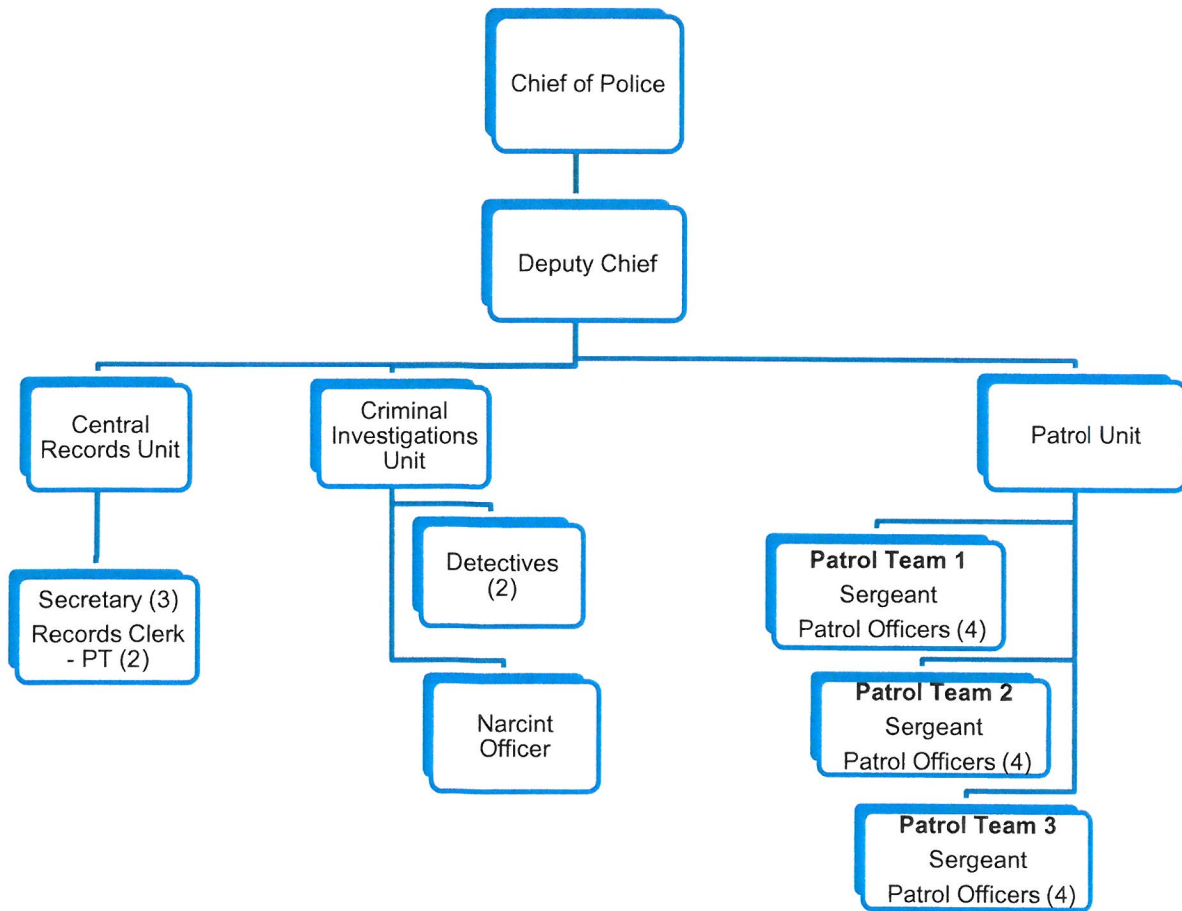 Chief of Police
Deputy Chief
Central
Records Unit
Criminal
Investigations
Unit
Patrol Unit
Secretary (3)
Records Clerk
- PT (2)
Detectives
(2)
Narcint
Officer
Patrol Team 1
Sergeant
Patrol Officers (4)
Patrol Team 2
Sergeant
Patrol Officers (4)
Patrol Team 3
Sergeant
Patrol Officers (4)